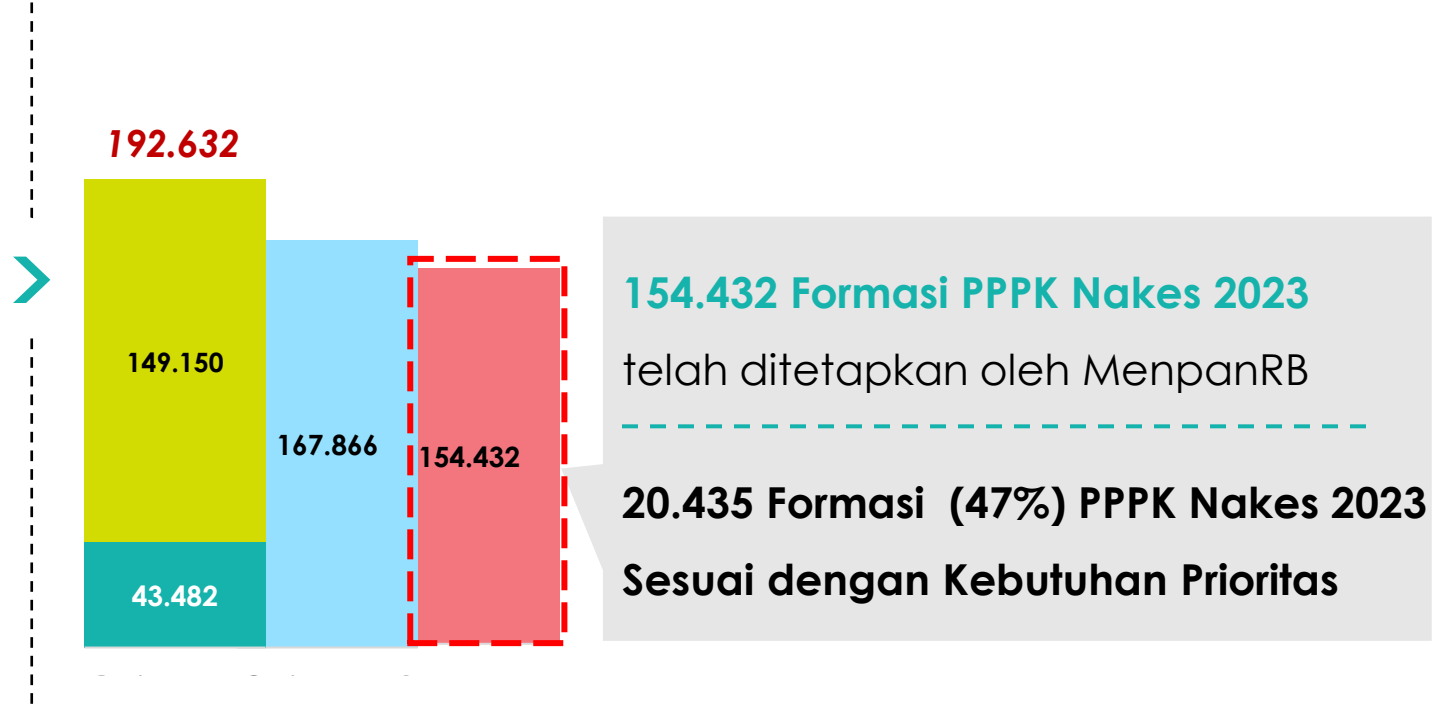 192.632
149.150
167.866
154.432
43.482
154.432 Formasi PPPK Nakes 2023
telah ditetapkan oleh MenpanRB
20.435 Formasi (47%) PPPK Nakes 2023
Sesuai dengan Kebutuhan Prioritas